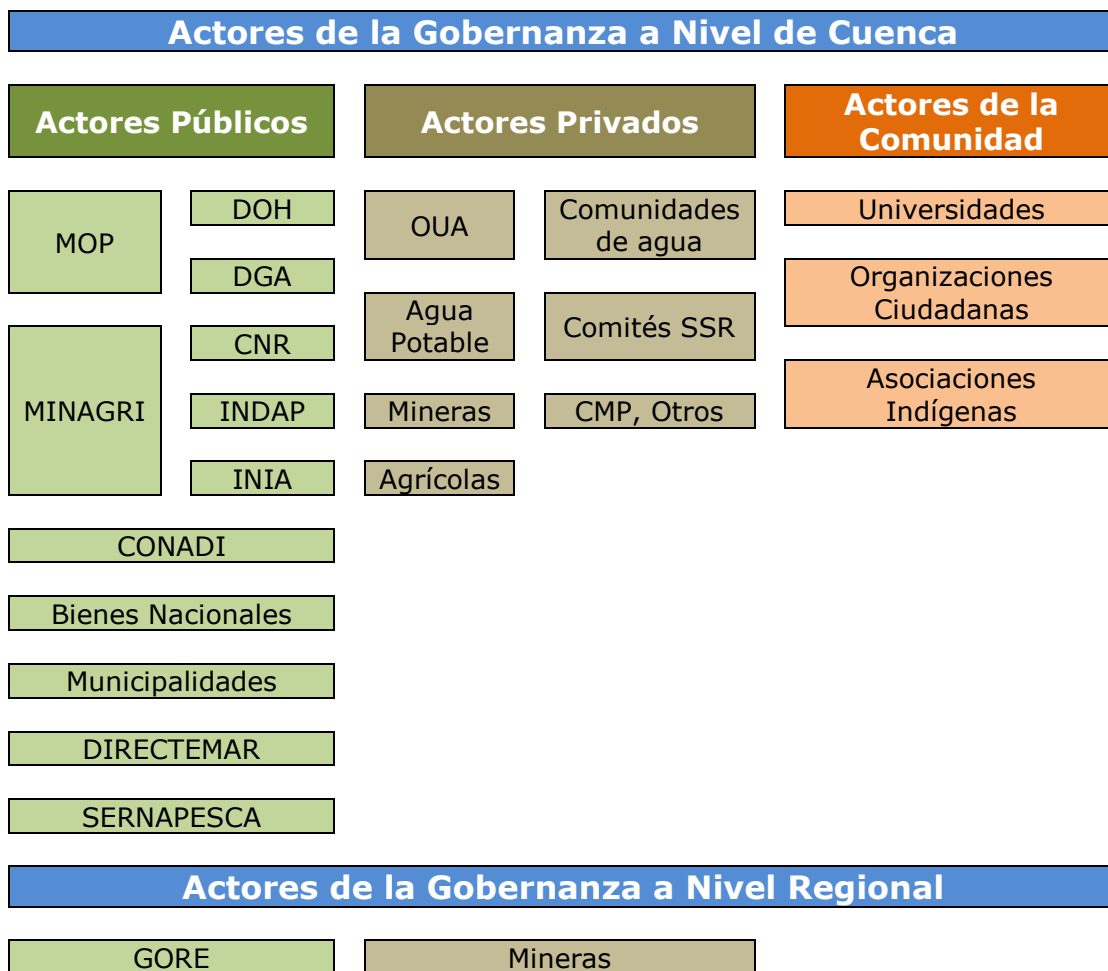 Actores de la Gobernanza a Nivel de Cuenca
Actores Públicos
Actores Privados
Actores de la
Comunidad
MOP
DOH
DGA
MINAGRI
CNR
INDAP
INIA
CONADI
Bienes Nacionales
Municipalidades
DIRECTEMAR
SERNAPESCA
OUA
Comunidades
de agua
Agua
Potable
Comités SSR
Mineras
CMP, Otros
Agrícolas
Universidades
Organizaciones
Ciudadanas
Asociaciones
Indígenas
Actores de la Gobernanza a Nivel Regional
GORE
Mineras